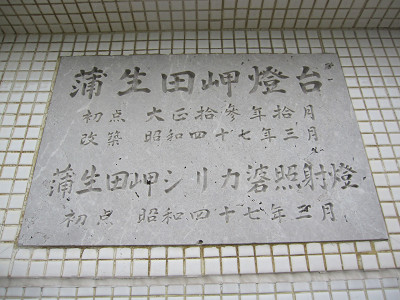 蒲生田岬燈台
初点 大正拾参年拾月
改築 昭和四十七年三月
蒲生田岬シリカ碆照射燈
初点 昭和四十七年三月